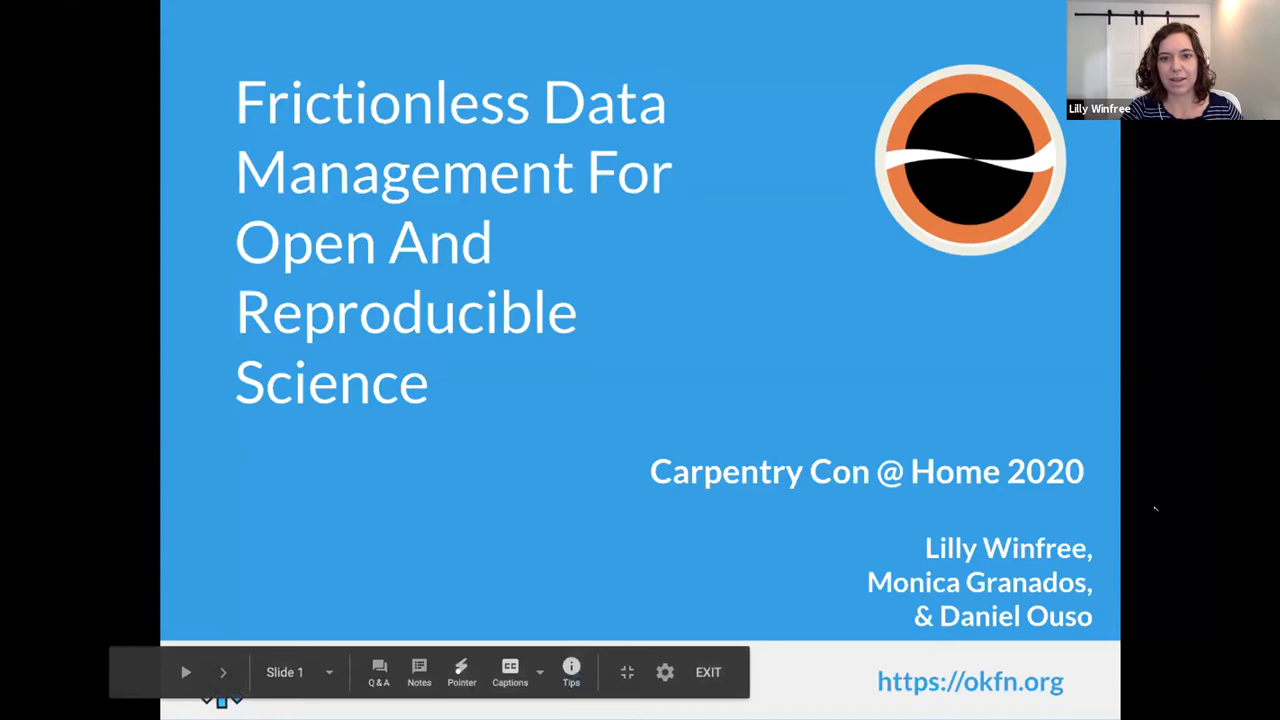 Frictionless Data
Management For
Open And
Reproducible
Science
Lilly Winfree
Carpentry Con @ Home 2020
Lilly Winfree,
Monica Granados,
& Daniel Ouso
Slide 1
Q & A
Notes
Pointer
CC
Captions
Tips
EXIT
https://okfn.org